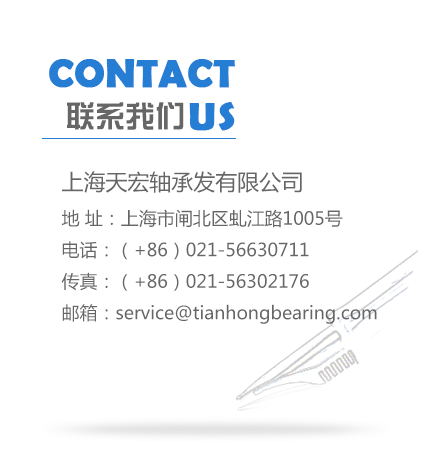 CONTACT
联系我们US
上海天宏轴承发有限公司
地 址：上海市闸北区虬江路1005号
电话：（+86）021-56630711
传真：（+86）021-56302176
邮箱：service@tianhongbearing.com